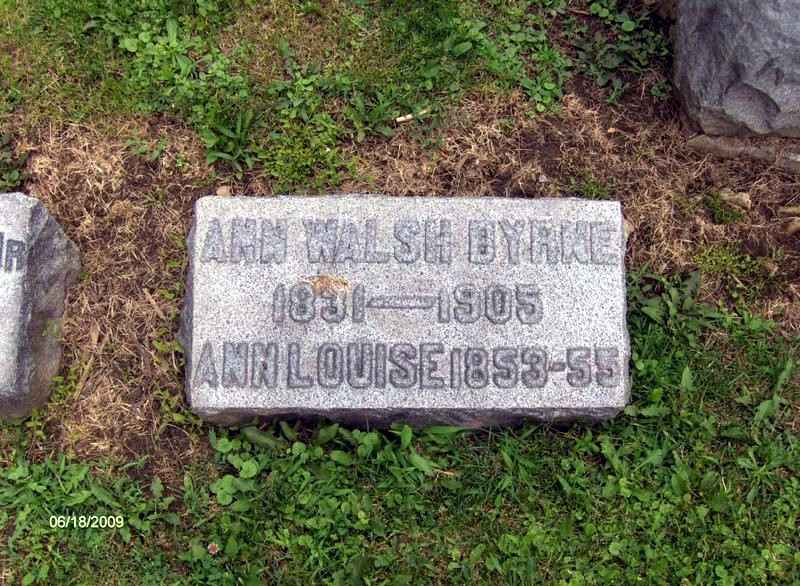 ANN WALSH BYRNE
1831—1905
ANN LOUISE 1853-55
06/18/2009